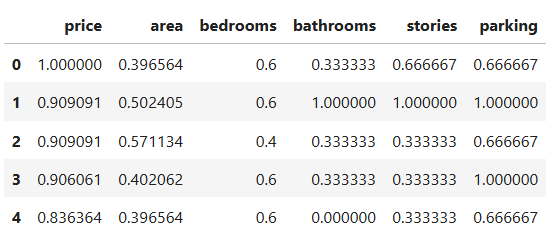 price area bedrooms bathrooms stories parking
0 1.000000 0.396564 0.6 0.333333 0.666667 0.666667
1 0.909091 0.502405 0.6 1.000000 1.000000 1.000000
2 0.909091 0.571134 0.4 0.333333 0.333333 0.666667
3 0.906061 0.402062 0.6 0.333333 0.333333 1.000000
4 0.836364 0.396564 0.6 0.000000 0.333333 0.666667